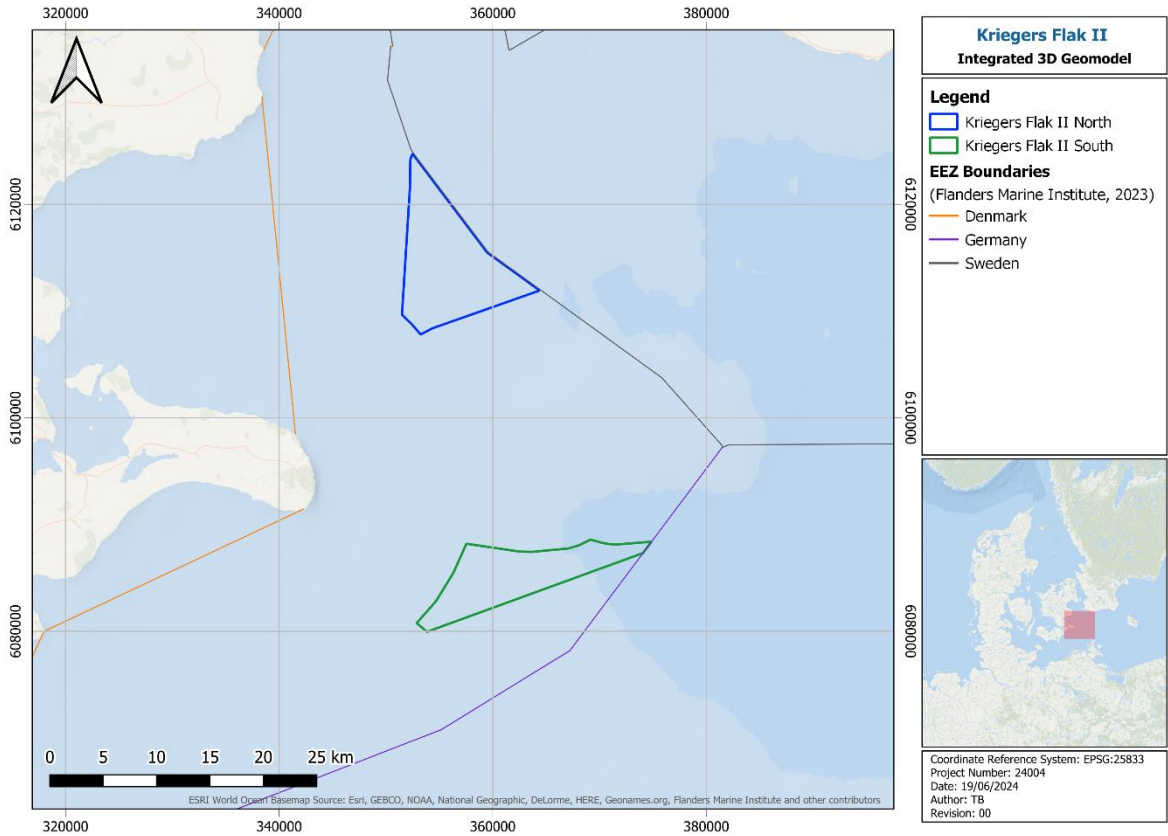 320000 340000 360000 380000
Kriegers Flak II
Integrated 3D Geomodel
Legend
Kriegers Flak II North
Kriegers Flak II South
EEZ Boundaries
(Flanders Marine Institute, 2023)
Denmark
Germany
Sweden
6120000 6120000
6100000 6100000
6080000 6080000
0 5 10 15 20 25 km
ESRI World Ocean Basemap Source: Esri, GEBCO, NOAA, National Geographic, DeLorme, HERE, Geonames.org, Flanders Marine Institute and other contributors
320000 340000 360000 380000
Coordinate Reference System: EPSG:25833
Project Number: 24004
Date: 19/06/2024
Author: TB
Revision: 00